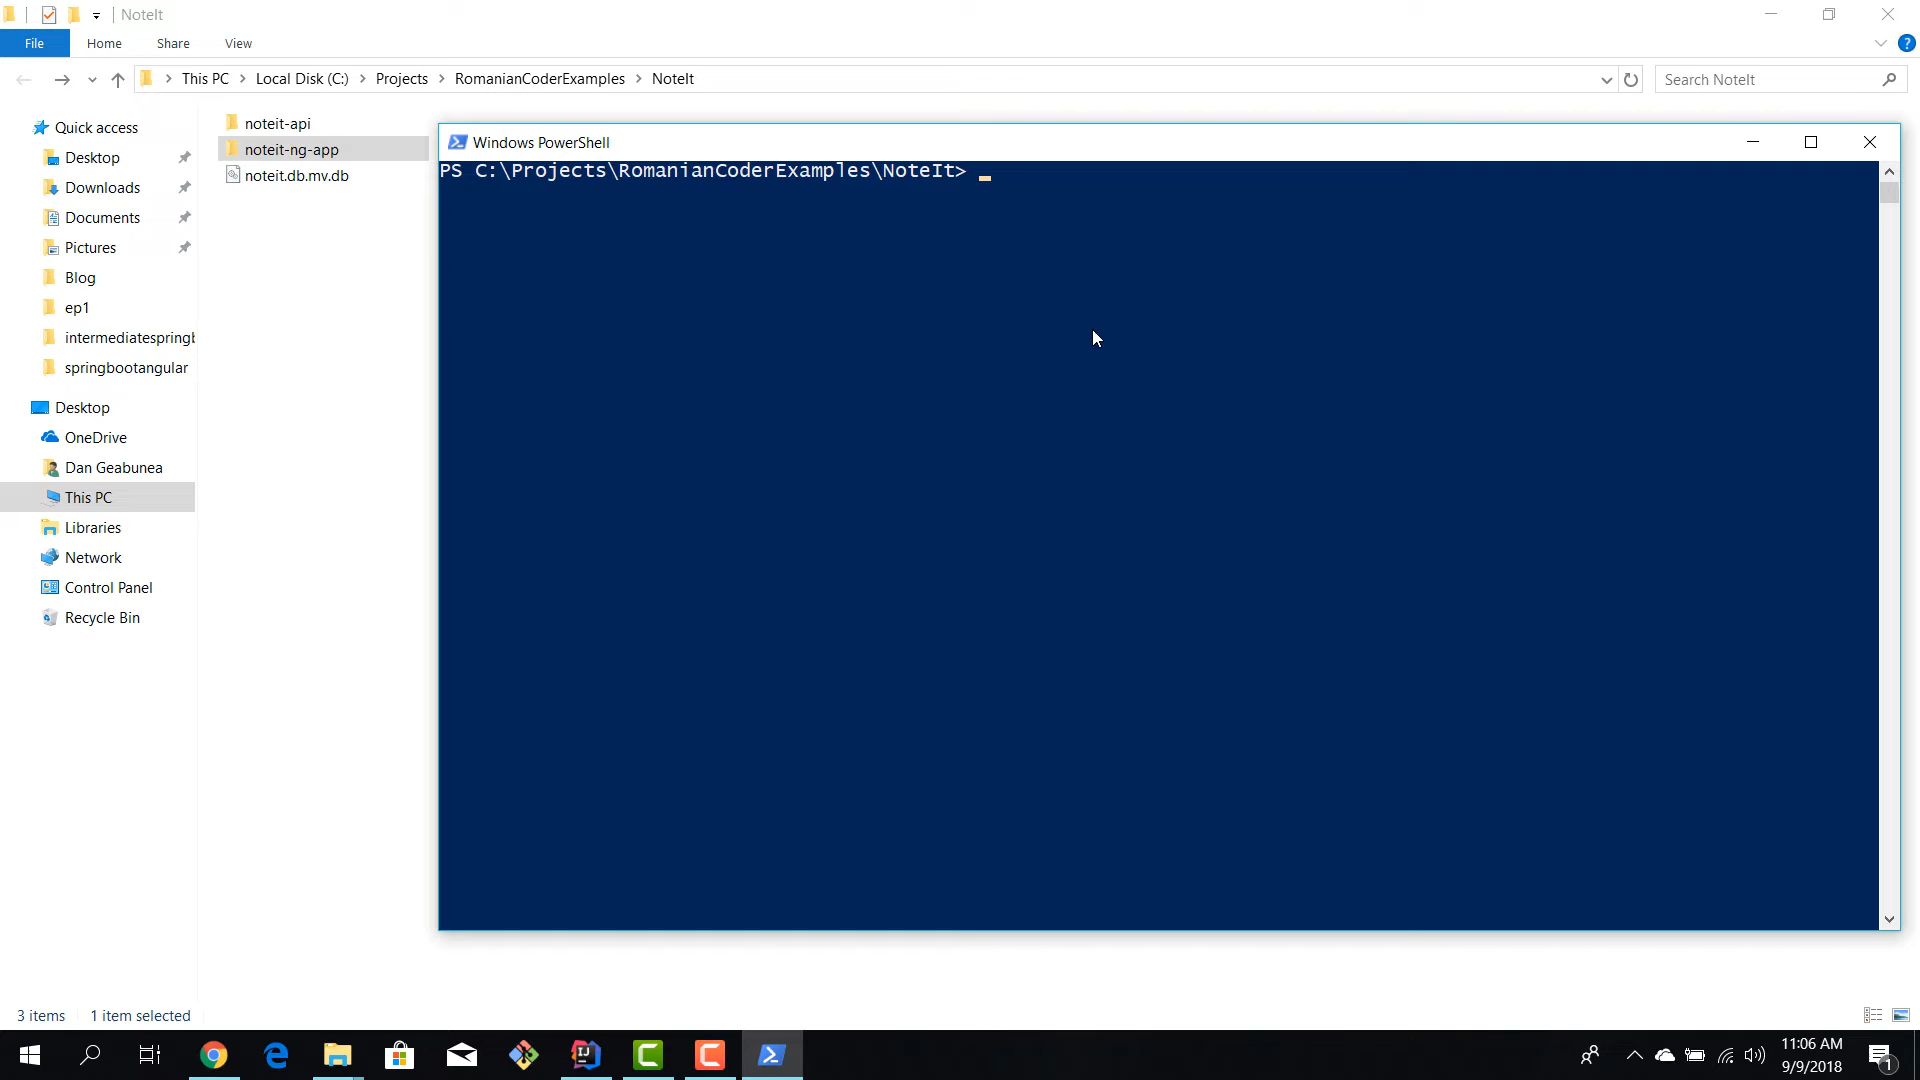 NoteIt
File Home Share View
This PC Local Disk (C:) Projects RomanianCoderExamples NoteIt
Search NoteIt
Quick access
Desktop
Downloads
Documents
Pictures
Blog
ep1
intermediatespringb
springbootangular
Desktop
OneDrive
Dan Geabunea
This PC
Libraries
Network
Control Panel
Recycle Bin
noteit-api
noteit-ng-app
noteit.db.mv.db
Windows PowerShell
PS C:\Projects\RomanianCoderExamples\NoteIt> _
3 items 1 item selected
11:06 AM
9/9/2018
1